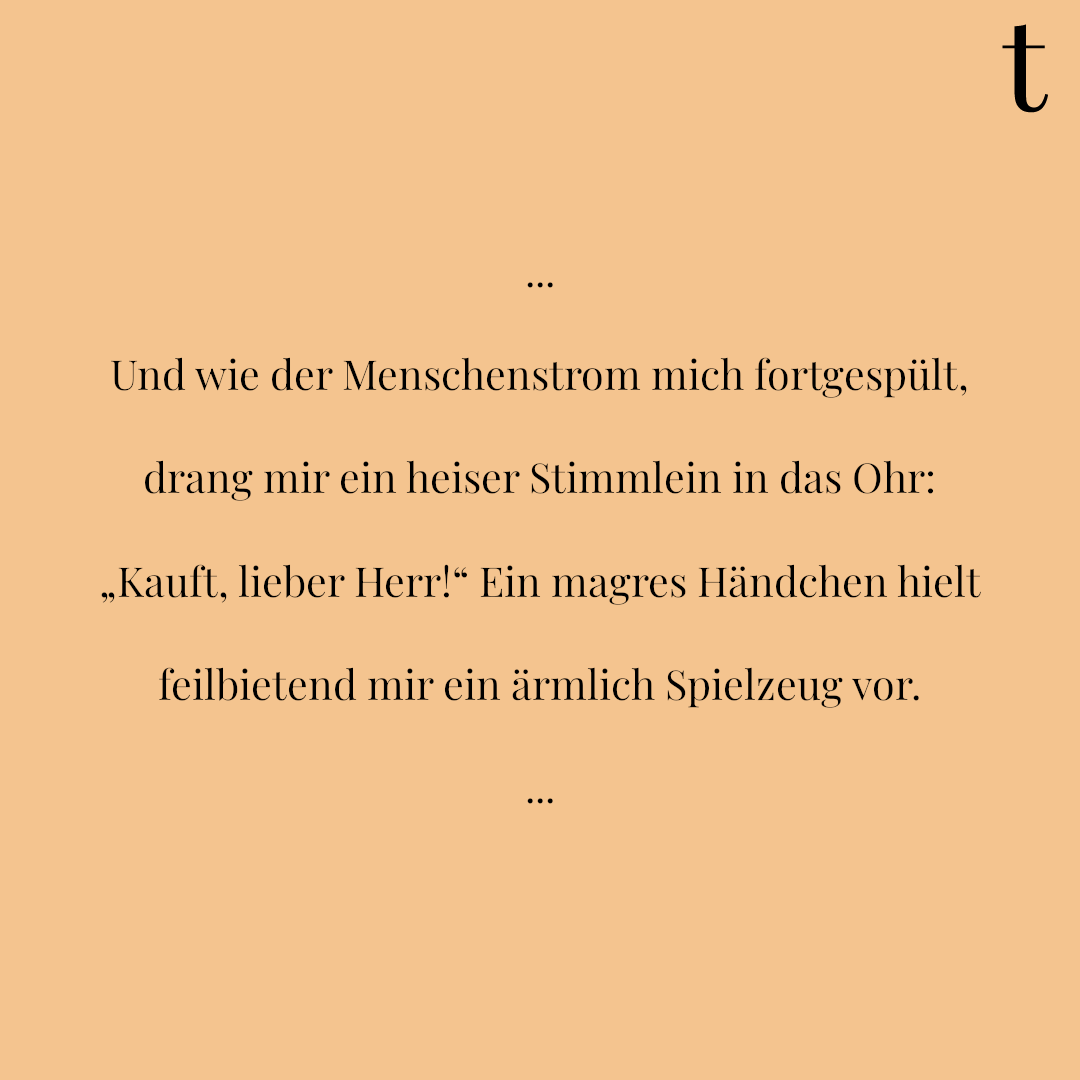 t
...
Und wie der Menschenstrom mich fortgespült,
drang mir ein heiser Stimmlein in das Ohr:
„Kauft, lieber Herr!“ Ein magres Händchen hielt
feilbietend mir ein ärmlich Spielzeug vor.
...